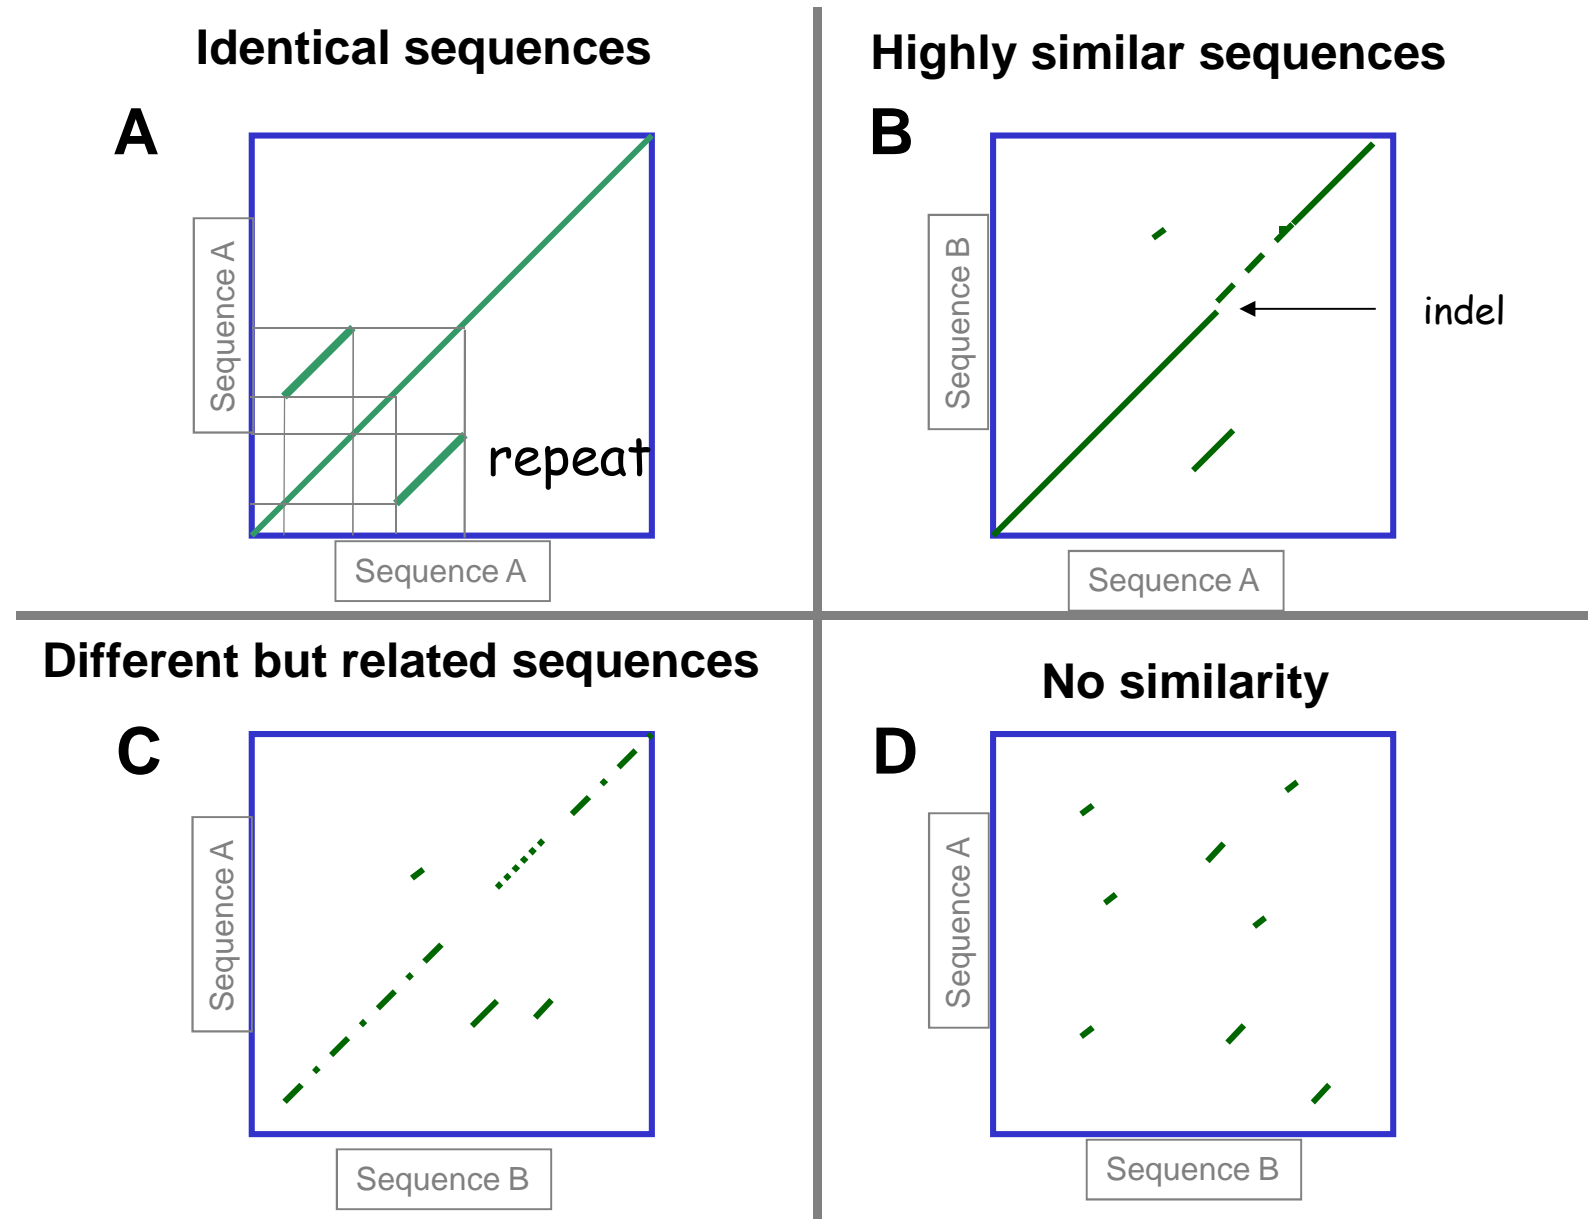 Identical sequences
A
Sequence A
repeat
Sequence A
Highly similar sequences
B
Sequence B
indel
Sequence A
Different but related sequences
C
Sequence A
Sequence B
No similarity
D
Sequence A
Sequence B